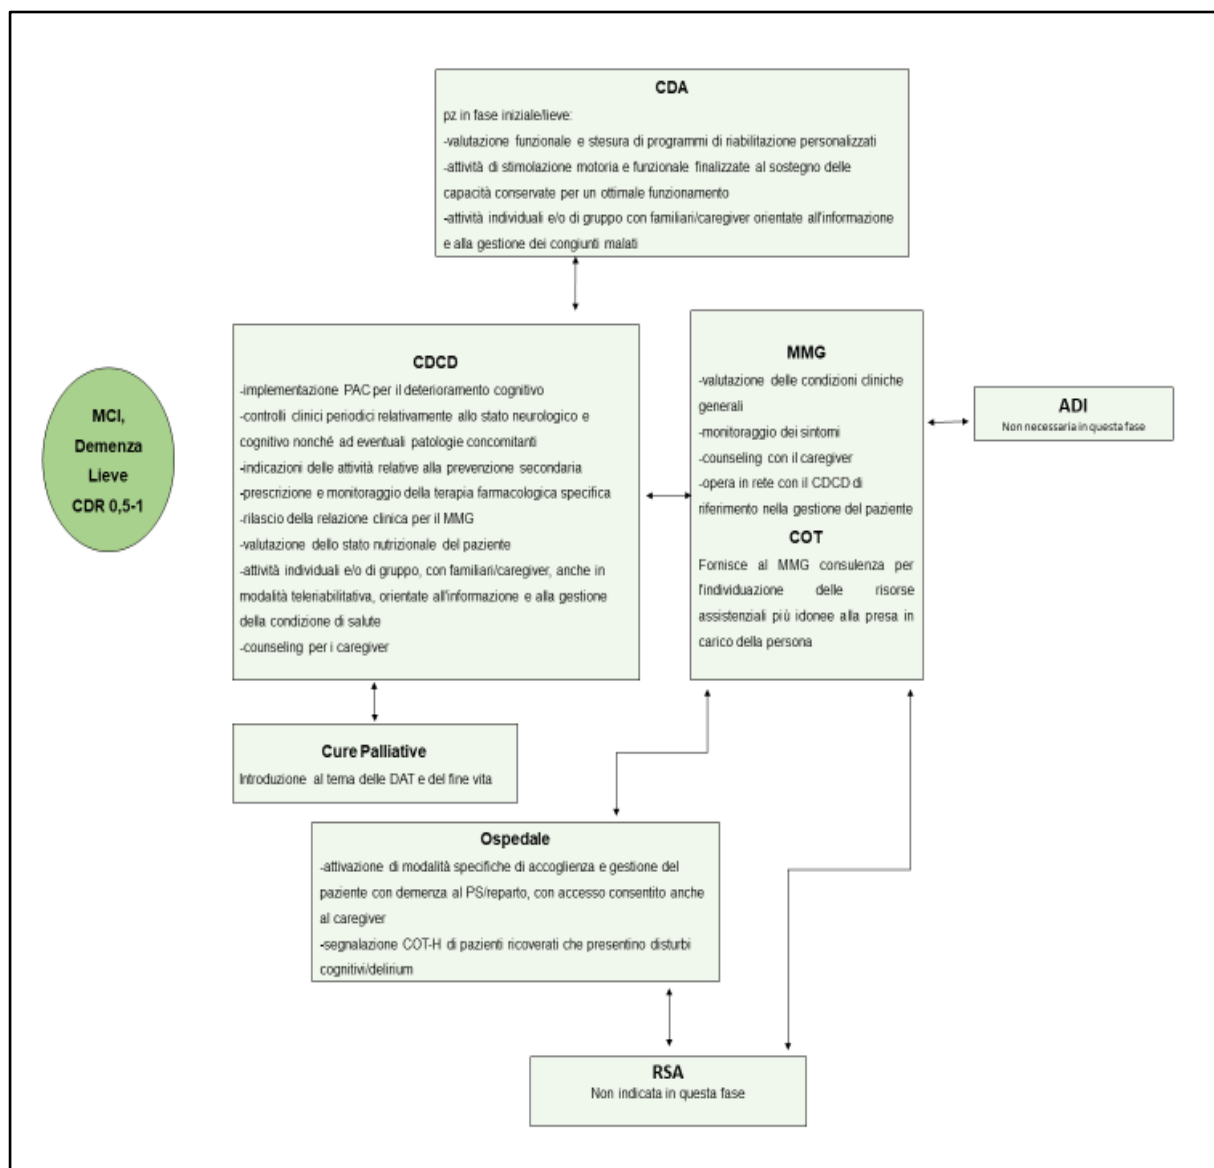 CDA
pz in fase iniziale/lieve:
-valutazione funzionale e stesura di programmi di riabilitazione personalizzati
-attività di stimolazione motoria e funzionale finalizzate al sostegno delle
capacità conservate per un ottimale funzionamento
-attività individuali e/o di gruppo con familiari/caregiver orientate all'informazione
e alla gestione dei congiunti malati
MCI,
Demenza
Lieve
CDR 0,5-1
CDCD
-implementazione PAC per il deterioramento cognitivo
-controlli clinici periodici relativamente allo stato neurologico e
cognitivo nonché ad eventuali patologie concomitanti
-indicazioni delle attività relative alla prevenzione secondaria
-prescrizione e monitoraggio della terapia farmacologica specifica
-rilascio della relazione clinica per il MMG
-valutazione dello stato nutrizionale del paziente
-attività individuali e/o di gruppo, con familiari/caregiver, anche in
modalità teleriabilitativa, orientate all'informazione e alla gestione
della condizione di salute
-counseling per i caregiver
MMG
-valutazione delle condizioni cliniche
generali
-monitoraggio dei sintomi
-counseling con il caregiver
-opera in rete con il CDCD di
riferimento nella gestione del paziente
COT
Fornisce al MMG consulenza per
l'individuazione delle risorse
assistenziali più idonee alla presa in
carico della persona
ADI
Non necessaria in questa fase
Cure Palliative
Introduzione al tema delle DAT e del fine vita
Ospedale
-attivazione di modalità specifiche di accoglienza e gestione del
paziente con demenza al PS/reparto, con accesso consentito anche
al caregiver
-segnalazione COT-H di pazienti ricoverati che presentino disturbi
cognitivi/delirium
RSA
Non indicata in questa fase